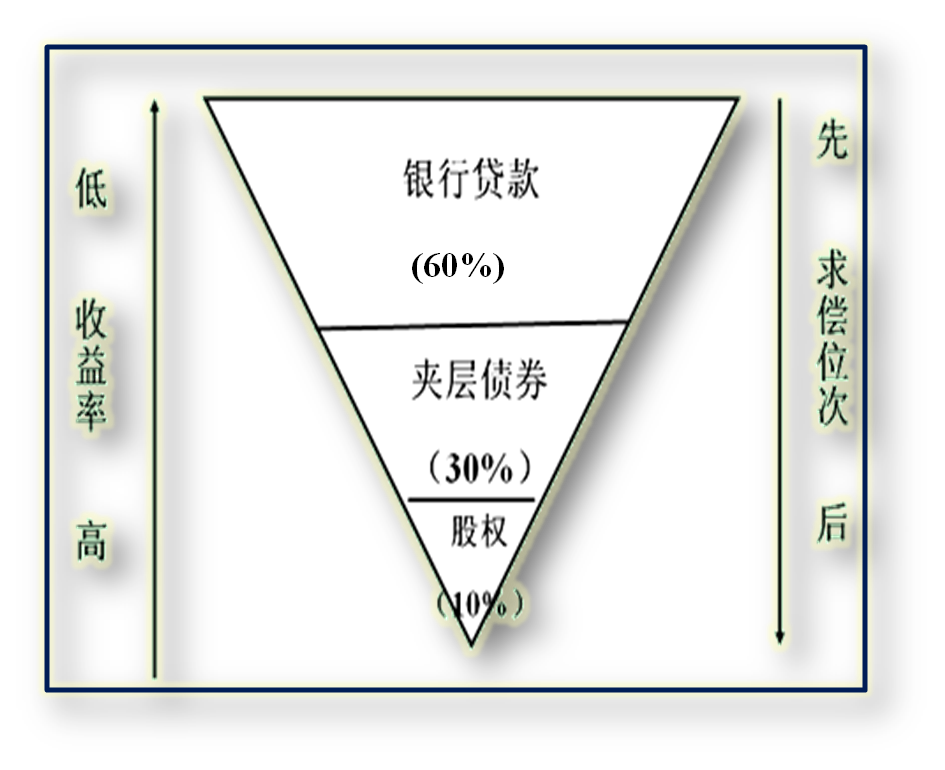 低
收益率
高
银行贷款
(60%)
夹层债券
（30%）
股权
（10%）
先
求偿位次
后